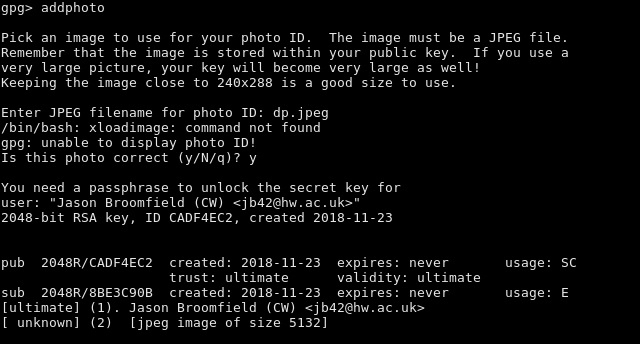 gpg> addphoto
Pick an image to use for your photo ID.  The image must be a JPEG file.
Remember that the image is stored within your public key.  If you use a
very large picture, your key will become very large as well!
Keeping the image close to 240x288 is a good size to use.
Enter JPEG filename for photo ID: dp.jpeg
/bin/bash: xloadimage: command not found
gpg: unable to display photo ID!
Is this photo correct (y/N/q)? y
You need a passphrase to unlock the secret key for
user: "Jason Broomfield (CW) <jb42@hw.ac.uk>"
2048-bit RSA key, ID CADF4EC2, created 2018-11-23
pub  2048R/CADF4EC2  created: 2018-11-23  expires: never       usage: SC
trust: ultimate      validity: ultimate
sub  2048R/8BE3C90B  created: 2018-11-23  expires: never       usage: E
[ultimate] (1). Jason Broomfield (CW) <jb42@hw.ac.uk>
[ unknown] (2)  [jpeg image of size 5132]